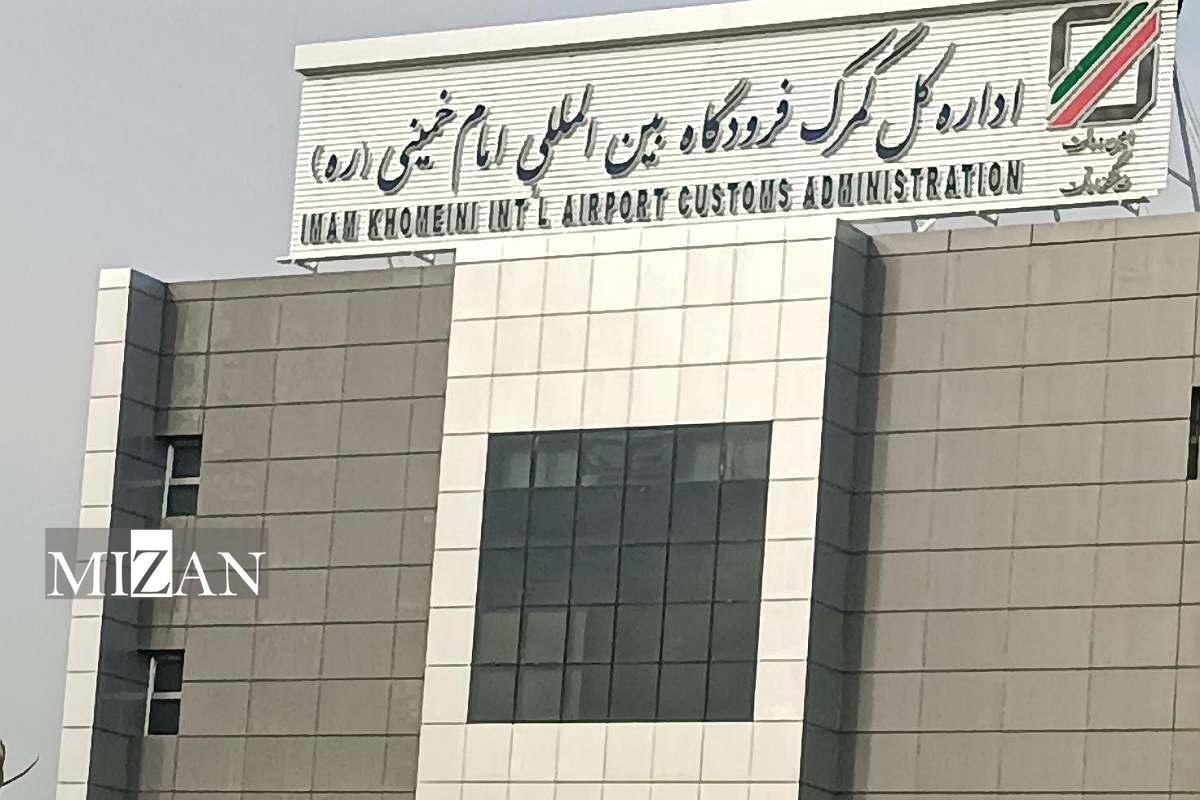 اداره کل گمرک فرودگاه بین المللی امام خمینی (ره)
IMAM KHOMEINI INT'L AIRPORT CUSTOMS ADMINISTRATION
MIZAN